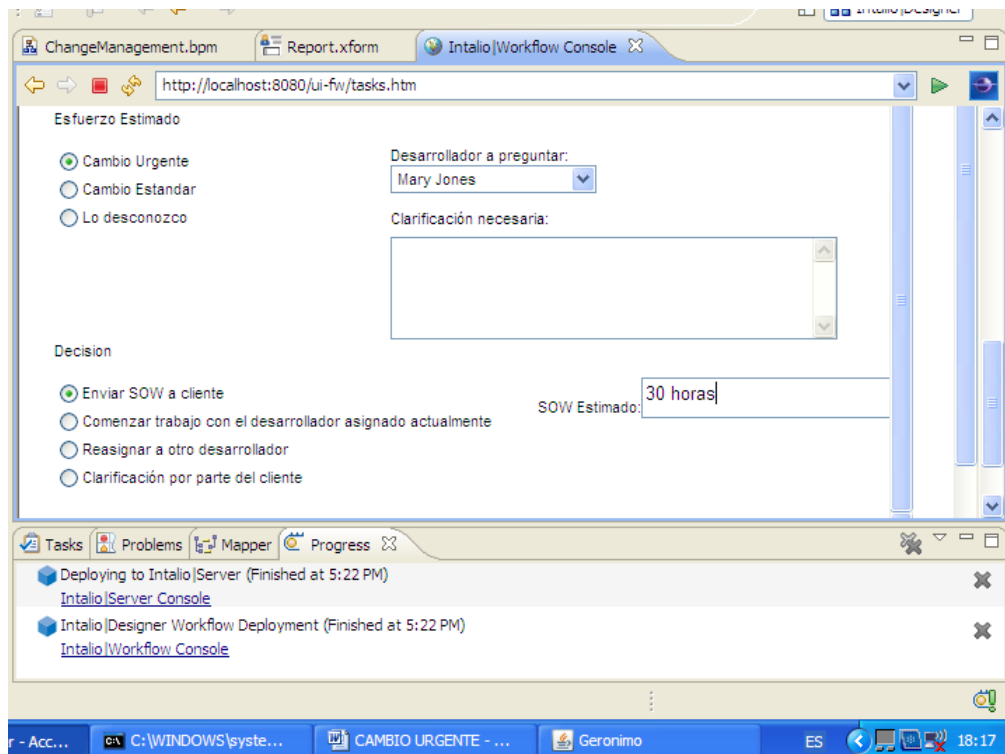 Intalio|Designer
ChangeManagement.bpm
Report.xform
Intalio|Workflow Console
http://localhost:8080/ui-fw/tasks.htm
Esfuerzo Estimado
Cambio Urgente
Cambio Estandar
Lo desconozco
Desarrollador a preguntar:
Mary Jones
Clarificación necesaria:
Decision
Enviar SOW a cliente
Comenzar trabajo con el desarrollador asignado actualmente
Reasignar a otro desarrollador
Clarificación por parte del cliente
SOW Estimado:
30 horas
Tasks
Problems
Mapper
Progress
Deploying to Intalio|Server (Finished at 5:22 PM)
Intalio|Server Console
Intalio|Designer Workflow Deployment (Finished at 5:22 PM)
Intalio|Workflow Console
r - Acc...
C:\WINDOWS\syste...
CAMBIO URGENTE - ...
Geronimo
ES
18:17